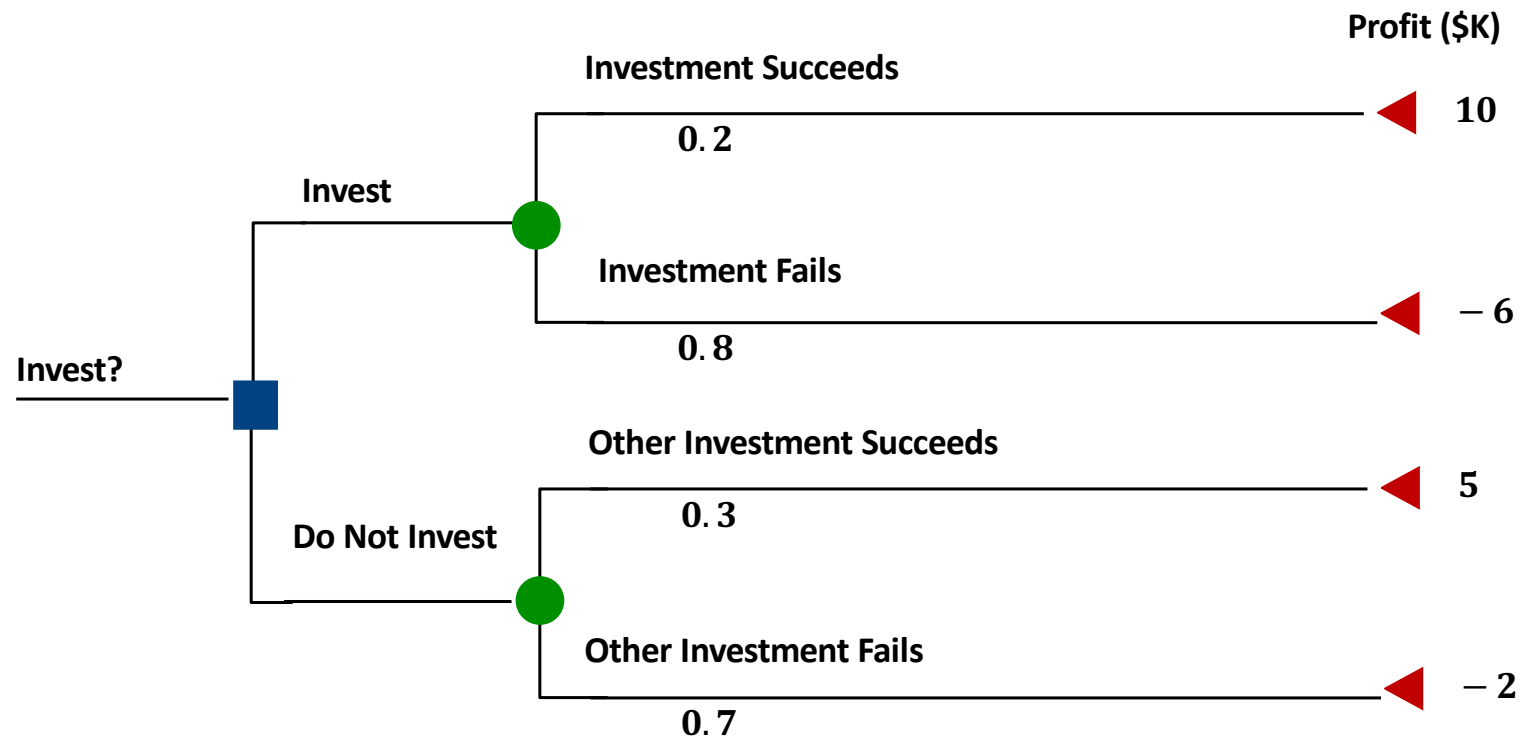 Profit ($K)
Investment Succeeds
10
0.2
Invest
Investment Fails
− 6
0.8
Invest?
Other Investment Succeeds
5
0.3
Do Not Invest
Other Investment Fails
− 2
0.7